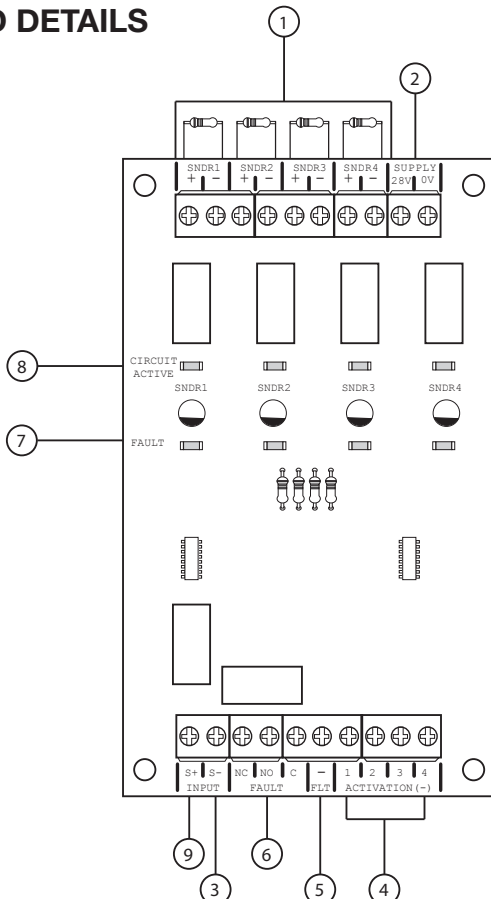 D DETAILS
1
2
SNDR1 SNDR2 SNDR3 SNDR4 SUPPLY
+ - + - + - + - 28V 0V
8
CIRCUIT
ACTIVE
SNDR1 SNDR2 SNDR3 SNDR4
7
FAULT
S+ S- NC NO C - 1 2 3 4
INPUT FAULT FLT ACTIVATION(-)
9
6
3
5
4